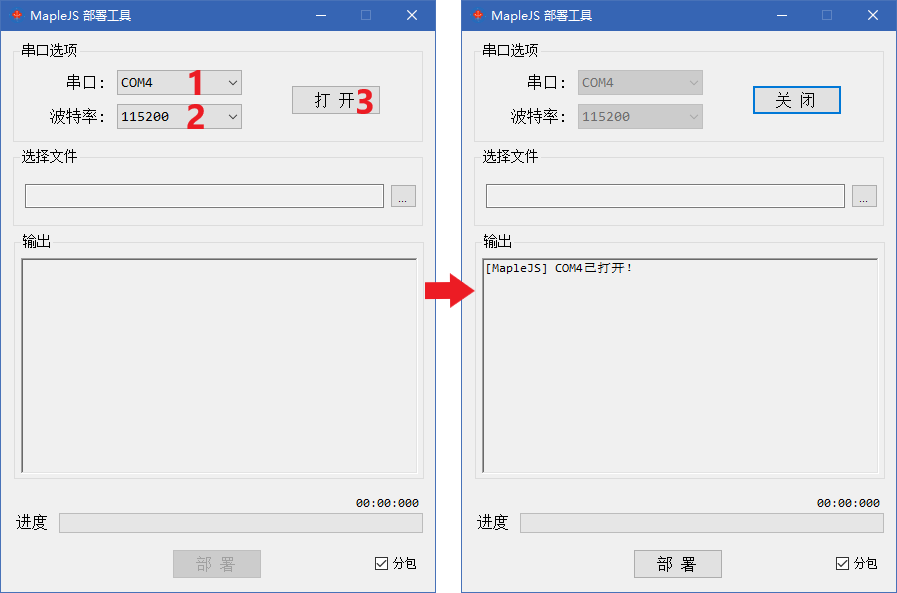 MapleJS 部署工具
串口选项
串口： COM4 1
波特率： 115200 2
打 开 3
选择文件
...
输出
00:00:000
进度
部 署
分包
MapleJS 部署工具
串口选项
串口： COM4
波特率： 115200
关 闭
选择文件
...
输出
[MapleJS] COM4已打开!
00:00:000
进度
部 署
分包